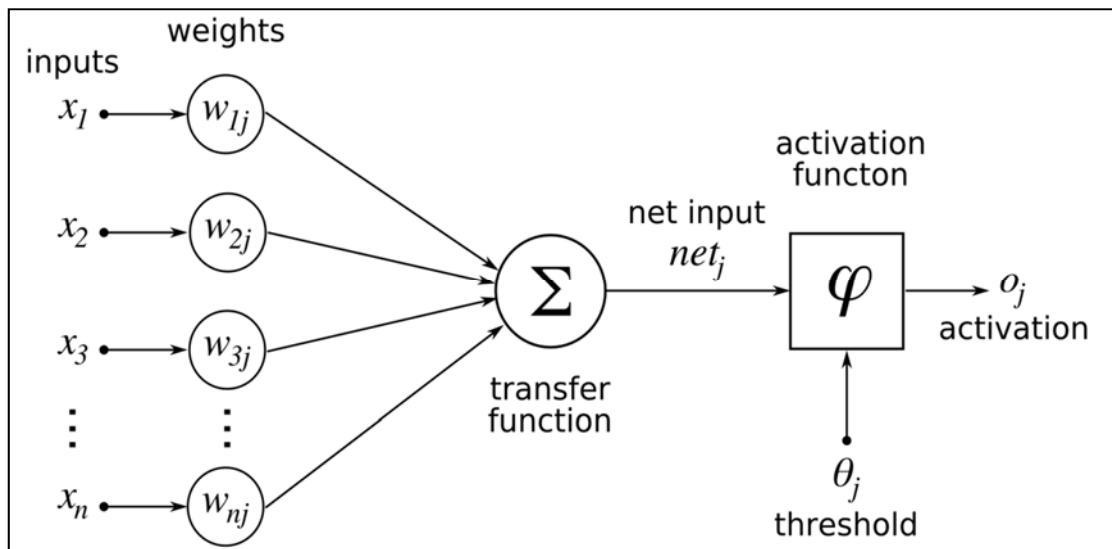 weights
inputs
x1 w1j
x2 w2j
x3 w3j
⋮ ⋮
xn wnj
Σ
transfer
function
net input
netj
activation
functon
φ
oj
activation
θj
threshold